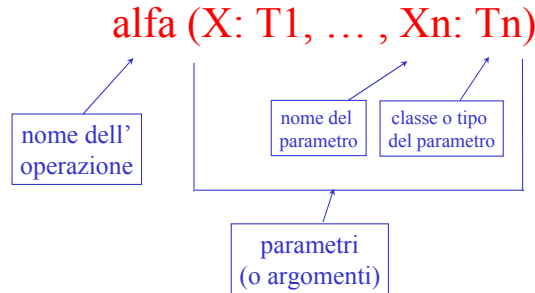 alfa (X: T1, … , Xn: Tn)
nome dell’
operazione
nome del
parametro
classe o tipo
del parametro
parametri
(o argomenti)